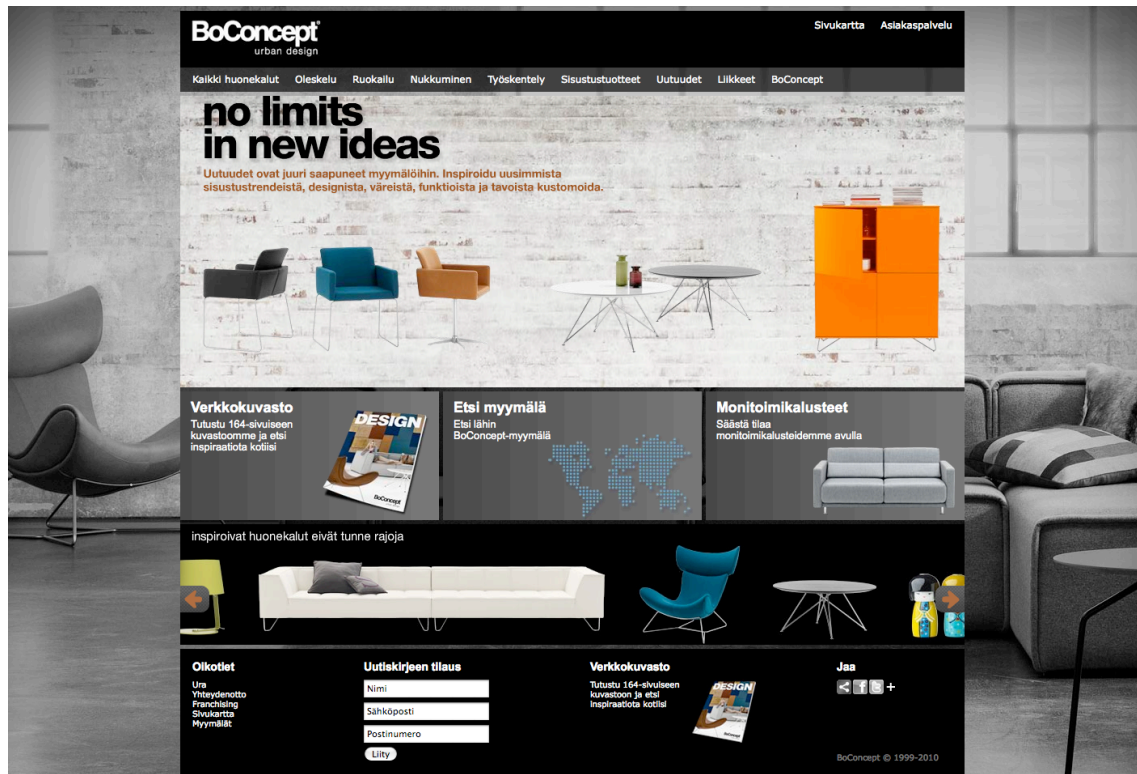 BoConcept®
urban design
Sivukartta Asiakaspalvelu
Kaikki huonekalut Oleskelu Ruokailu Nukkuminen Työskentely Sisustustuotteet Uutuudet Liikkeet BoConcept
no limits
in new ideas
Uutuudet ovat juuri saapuneet myymälöihin. Inspiroidu uusimmista
sisustustrendeistä, designista, väreistä, funktioista ja tavoista kustomoida.
Verkkokuvasto
Tutustu 164-sivuiseen
kuvastoomme ja etsi
inspiraatiota kotiisi
DESIGN
BoConcept
Etsi myymälä
Etsi lähin
BoConcept-myymälä
Monitoimikalusteet
Säästä tilaa
monitoimikalusteidemme avulla
inspiroivat huonekalut eivät tunne rajoja
Oikotiet
Ura
Yhteydenotto
Franchising
Sivukartta
Myymälät
Uutiskirjeen tilaus
Nimi
Sähköposti
Postinumero
Liity
Verkkokuvasto
Tutustu 164-sivuiseen
kuvastoon ja etsi
inspiraatiota kotiisi
DESIGN
Jaa
BoConcept © 1999-2010